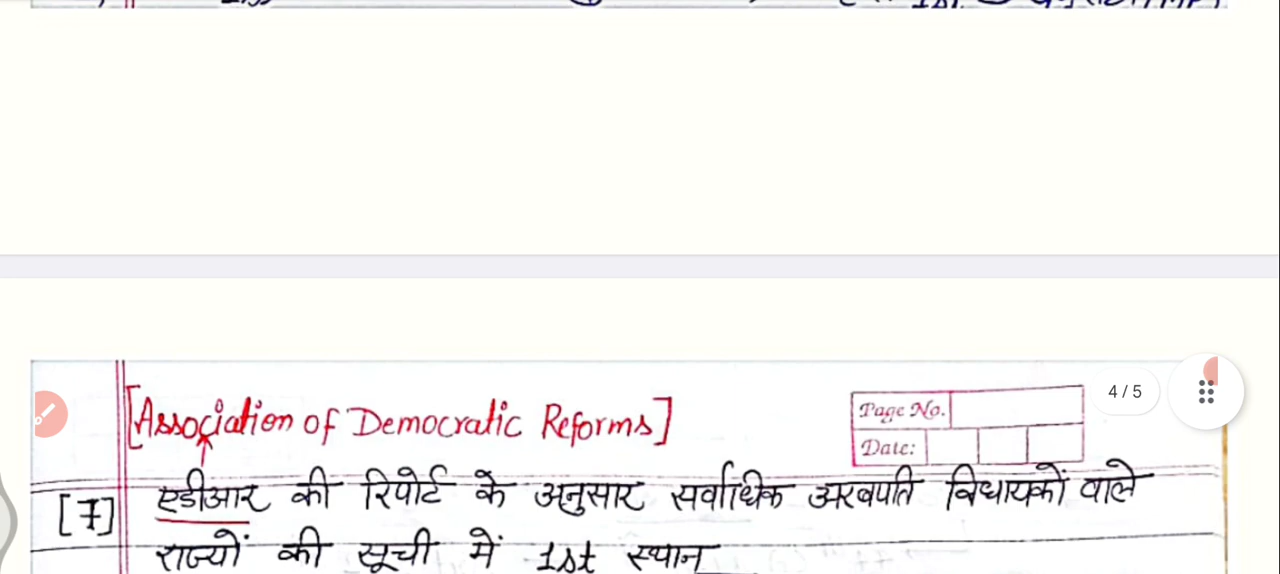 [Association of Democratic Reforms]
Page No.
Date:
4 / 5
[7] एडीआर की रिपोर्ट के अनुसार सर्वाधिक अरबपति विधायकों वाले
राज्यों की सूची में 1st स्थान